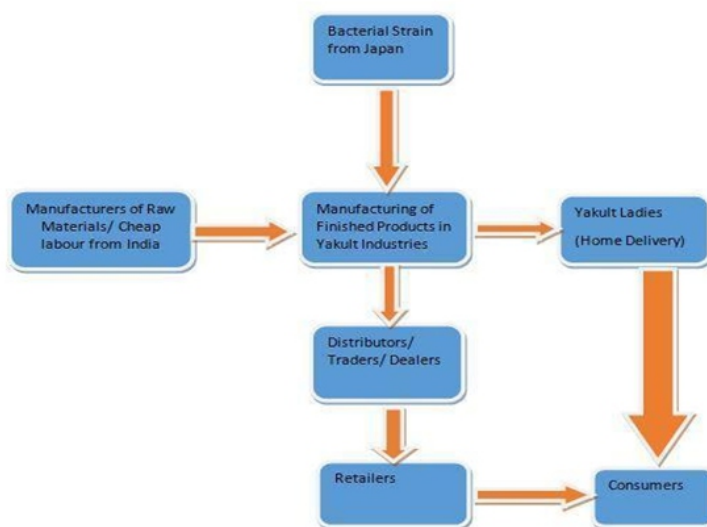 Bacterial Strain
from Japan
Manufacturers of Raw
Materials/ Cheap
labour from India
Manufacturing of
Finished Products in
Yakult Industries
Yakult Ladies
(Home Delivery)
Distributors/
Traders/ Dealers
Retailers
Consumers